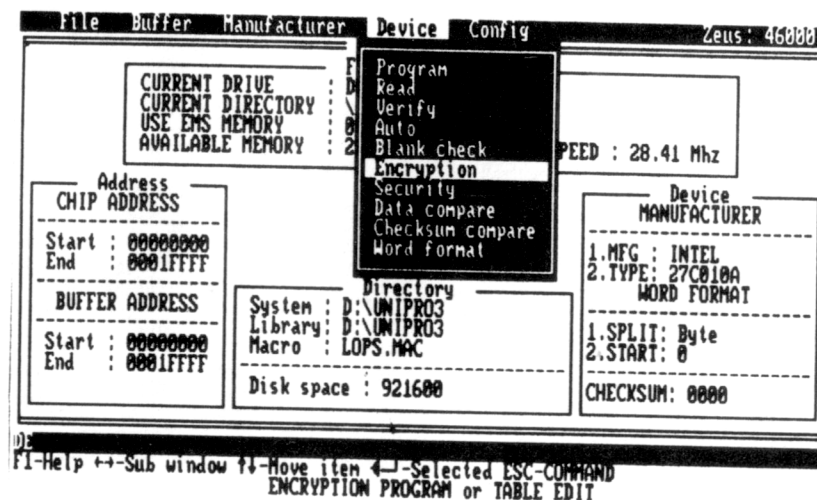 File Buffer Manufacturer Device Config Zeus: 46000
CURRENT DRIVE : D
CURRENT DIRECTORY : \
USE EMS MEMORY : 0
AVAILABLE MEMORY : 2
PEED : 28.41 Mhz
Program
Read
Verify
Auto
Blank check
Encryption
Security
Data compare
Checksum compare
Word format
Address
CHIP ADDRESS
Start : 00000000
End : 0001FFFF
BUFFER ADDRESS
Start : 00000000
End : 0001FFFF
Directory
System : D:\UNIPRO3
Library: D:\UNIPRO3
Macro : LOPS.MAC
Disk space : 921600
Device
MANUFACTURER
1.MFG : INTEL
2.TYPE: 27C010A
WORD FORMAT
1.SPLIT: Byte
2.START: 0
CHECKSUM: 0000
DE
F1-Help ←→-Sub window ↑↓-Move item ←┘-Selected ESC-COMMAND
ENCRYPTION PROGRAM or TABLE EDIT